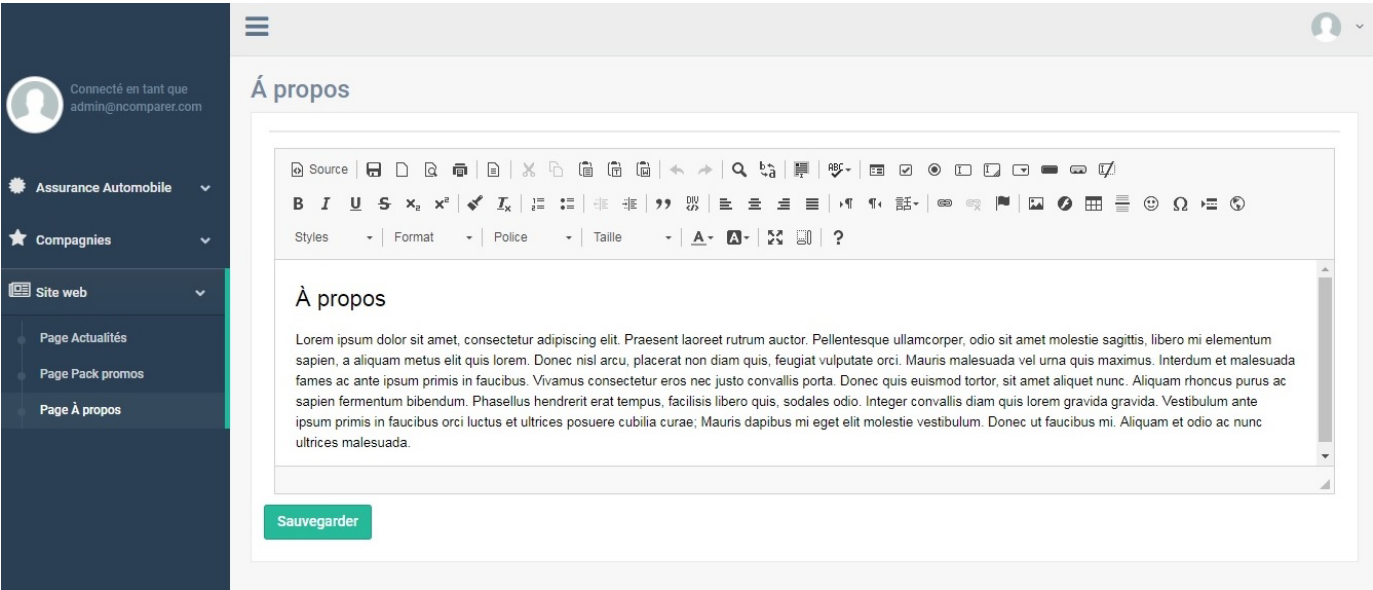 Connecté en tant que
admin@ncomparer.com
Assurance Automobile
Compagnies
Site web
Page Actualités
Page Pack promos
Page À propos
Á propos
Source
ABC
B I U S x₂ x² Iₓ
DIV
話
Ω
Styles Format Police Taille A A ?
À propos
Lorem ipsum dolor sit amet, consectetur adipiscing elit. Praesent laoreet rutrum auctor. Pellentesque ullamcorper, odio sit amet molestie sagittis, libero mi elementum
sapien, a aliquam metus elit quis lorem. Donec nisl arcu, placerat non diam quis, feugiat vulputate orci. Mauris malesuada vel urna quis maximus. Interdum et malesuada
fames ac ante ipsum primis in faucibus. Vivamus consectetur eros nec justo convallis porta. Donec quis euismod tortor, sit amet aliquet nunc. Aliquam rhoncus purus ac
sapien fermentum bibendum. Phasellus hendrerit erat tempus, facilisis libero quis, sodales odio. Integer convallis diam quis lorem gravida gravida. Vestibulum ante
ipsum primis in faucibus orci luctus et ultrices posuere cubilia curae; Mauris dapibus mi eget elit molestie vestibulum. Donec ut faucibus mi. Aliquam et odio ac nunc
ultrices malesuada.
Sauvegarder